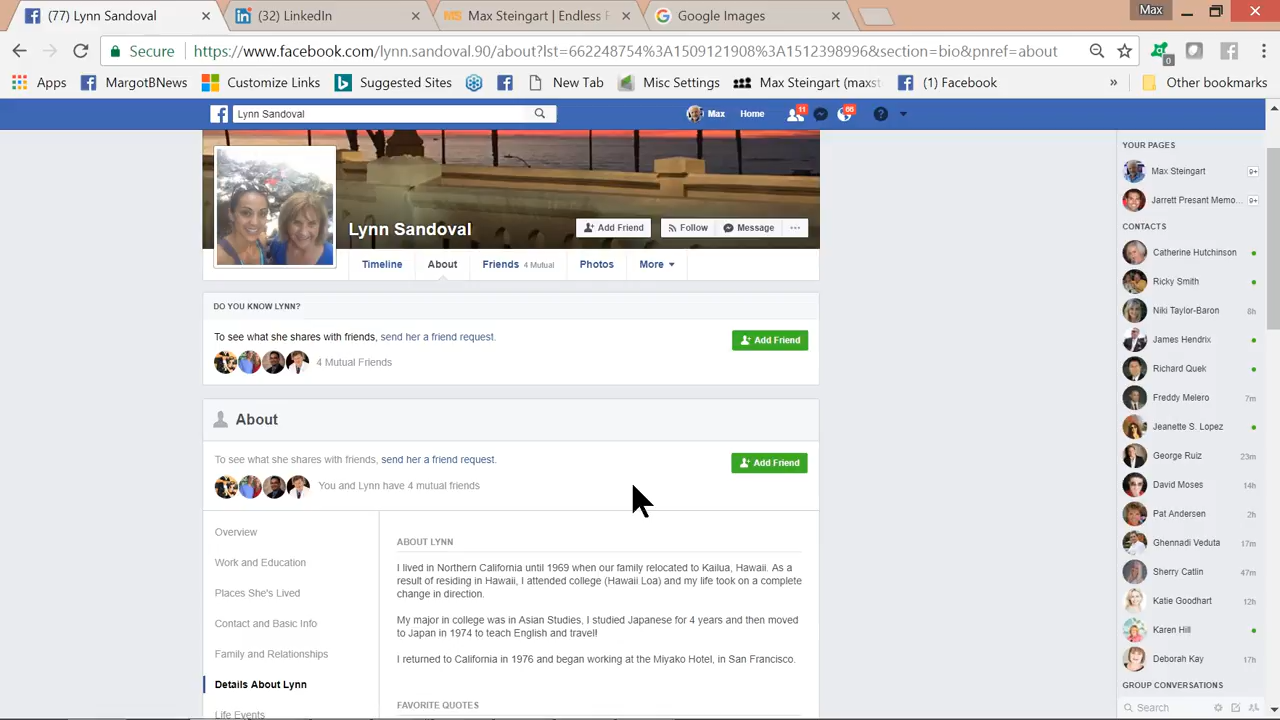 (77) Lynn Sandoval
(32) LinkedIn
Max Steingart | Endless F
Google Images
Max
Secure
https://www.facebook.com/lynn.sandoval.90/about?lst=662248754%3A1509121903%3A1512398996&section=bio&pnref=about
Apps
MargotBNews
Customize Links
Suggested Sites
New Tab
Misc Settings
Max Steingart (maxst
(1) Facebook
»
Other bookmarks
Lynn Sandoval
Max
Home
11
66
Lynn Sandoval
Add Friend
Follow
Message
...
Timeline
About
Friends 4 Mutual
Photos
More
DO YOU KNOW LYNN?
To see what she shares with friends, send her a friend request.
Add Friend
4 Mutual Friends
About
To see what she shares with friends, send her a friend request.
Add Friend
You and Lynn have 4 mutual friends
Overview
Work and Education
Places She's Lived
Contact and Basic Info
Family and Relationships
Details About Lynn
Life Events
ABOUT LYNN
I lived in Northern California until 1969 when our family relocated to Kailua, Hawaii. As a
result of residing in Hawaii, I attended college (Hawaii Loa) and my life took on a complete
change in direction.
My major in college was in Asian Studies, I studied Japanese for 4 years and then moved
to Japan in 1974 to teach English and travel!
I returned to California in 1976 and began working at the Miyako Hotel, in San Francisco.
FAVORITE QUOTES
YOUR PAGES
Max Steingart 9+
Jarrett Presant Memo... 9+
CONTACTS
Catherine Hutchinson
Ricky Smith
Niki Taylor-Baron 8h
James Hendrix
Richard Quek
Freddy Melero 7m
Jeanette S. Lopez
George Ruiz 23m
David Moses 14h
Pat Andersen 2h
Ghennadi Veduta 17m
Sherry Catlin 47m
Katie Goodhart 12h
Karen Hill
Deborah Kay 17h
GROUP CONVERSATIONS
Search